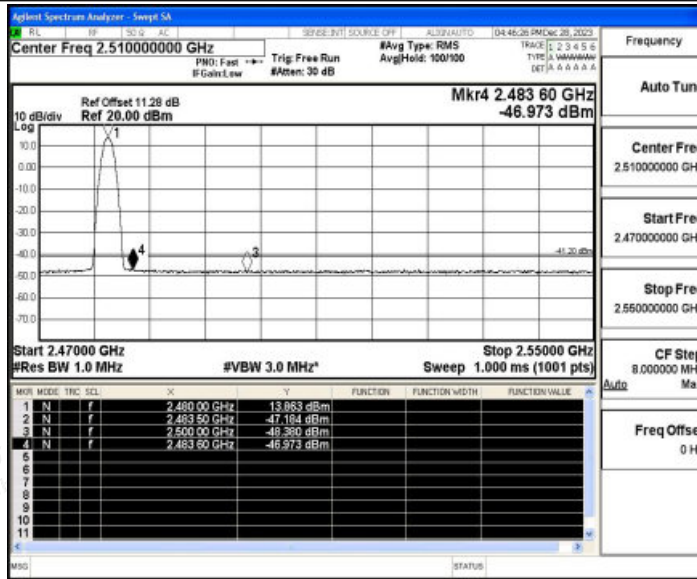 Agilent Spectrum Analyzer - Swept SA
RL RF 50 Ω AC SENSE:INT SOURCE OFF ALIGNAUTO 04:46:26 PM Dec 28, 2023
Center Freq 2.510000000 GHz
PNO: Fast
IFGain:Low
Trig: Free Run
#Atten: 30 dB
#Avg Type: RMS
Avg|Hold: 100/100
TRACE 1 2 3 4 5 6
TYPE A WWWWW
DET A A A A A A
Ref Offset 11.28 dB
10 dB/div Ref 20.00 dBm
Log
Mkr4 2.483 60 GHz
-46.973 dBm
1
10.0
0.00
-10.0
-20.0
-30.0
-40.0
4
3
-41.20 dBm
-50.0
-60.0
-70.0
Start 2.47000 GHz Stop 2.55000 GHz
#Res BW 1.0 MHz #VBW 3.0 MHz* Sweep 1.000 ms (1001 pts)
MKR MODE TRC SCL X Y FUNCTION FUNCTION WIDTH FUNCTION VALUE
1 N f 2.480 00 GHz 13.863 dBm
2 N f 2.483 50 GHz -47.184 dBm
3 N f 2.500 00 GHz -48.380 dBm
4 N f 2.483 60 GHz -46.973 dBm
5
6
7
8
9
10
11
MSG STATUS
Frequency
Auto Tun
Center Fre
2.510000000 GH
Start Fre
2.470000000 GH
Stop Fre
2.550000000 GH
CF Step
8.000000 MH
Auto Ma
Freq Offse
0 H